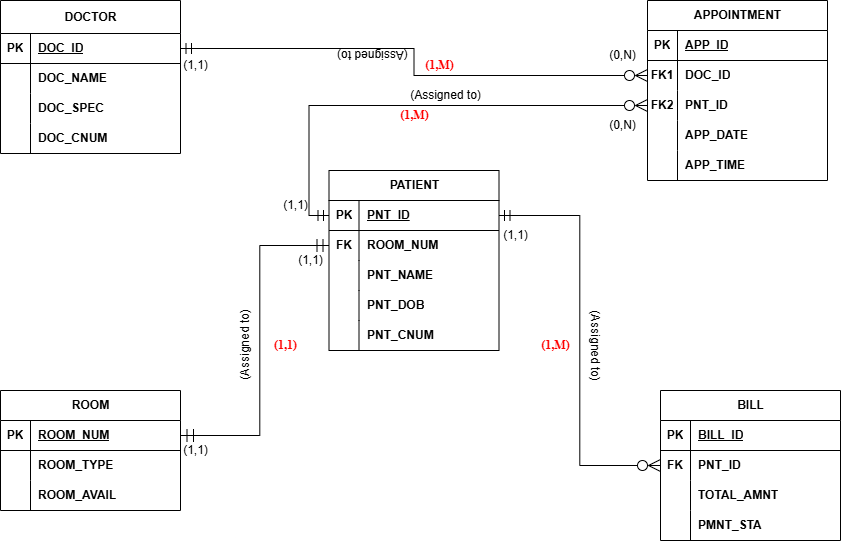 DOCTOR
PK DOC_ID
DOC_NAME
DOC_SPEC
DOC_CNUM
(1,1)
(Assigned to)
(1,M)
(0,N)
APPOINTMENT
PK APP_ID
FK1 DOC_ID
FK2 PNT_ID
APP_DATE
APP_TIME
(Assigned to)
(1,M)
(0,N)
(1,1)
PATIENT
PK PNT_ID
FK ROOM_NUM
PNT_NAME
PNT_DOB
PNT_CNUM
(1,1)
(1,1)
(Assigned to)
(1,1)
(1,M)
(Assigned to)
ROOM
PK ROOM_NUM
ROOM_TYPE
ROOM_AVAIL
(1,1)
BILL
PK BILL_ID
FK PNT_ID
TOTAL_AMNT
PMNT_STA